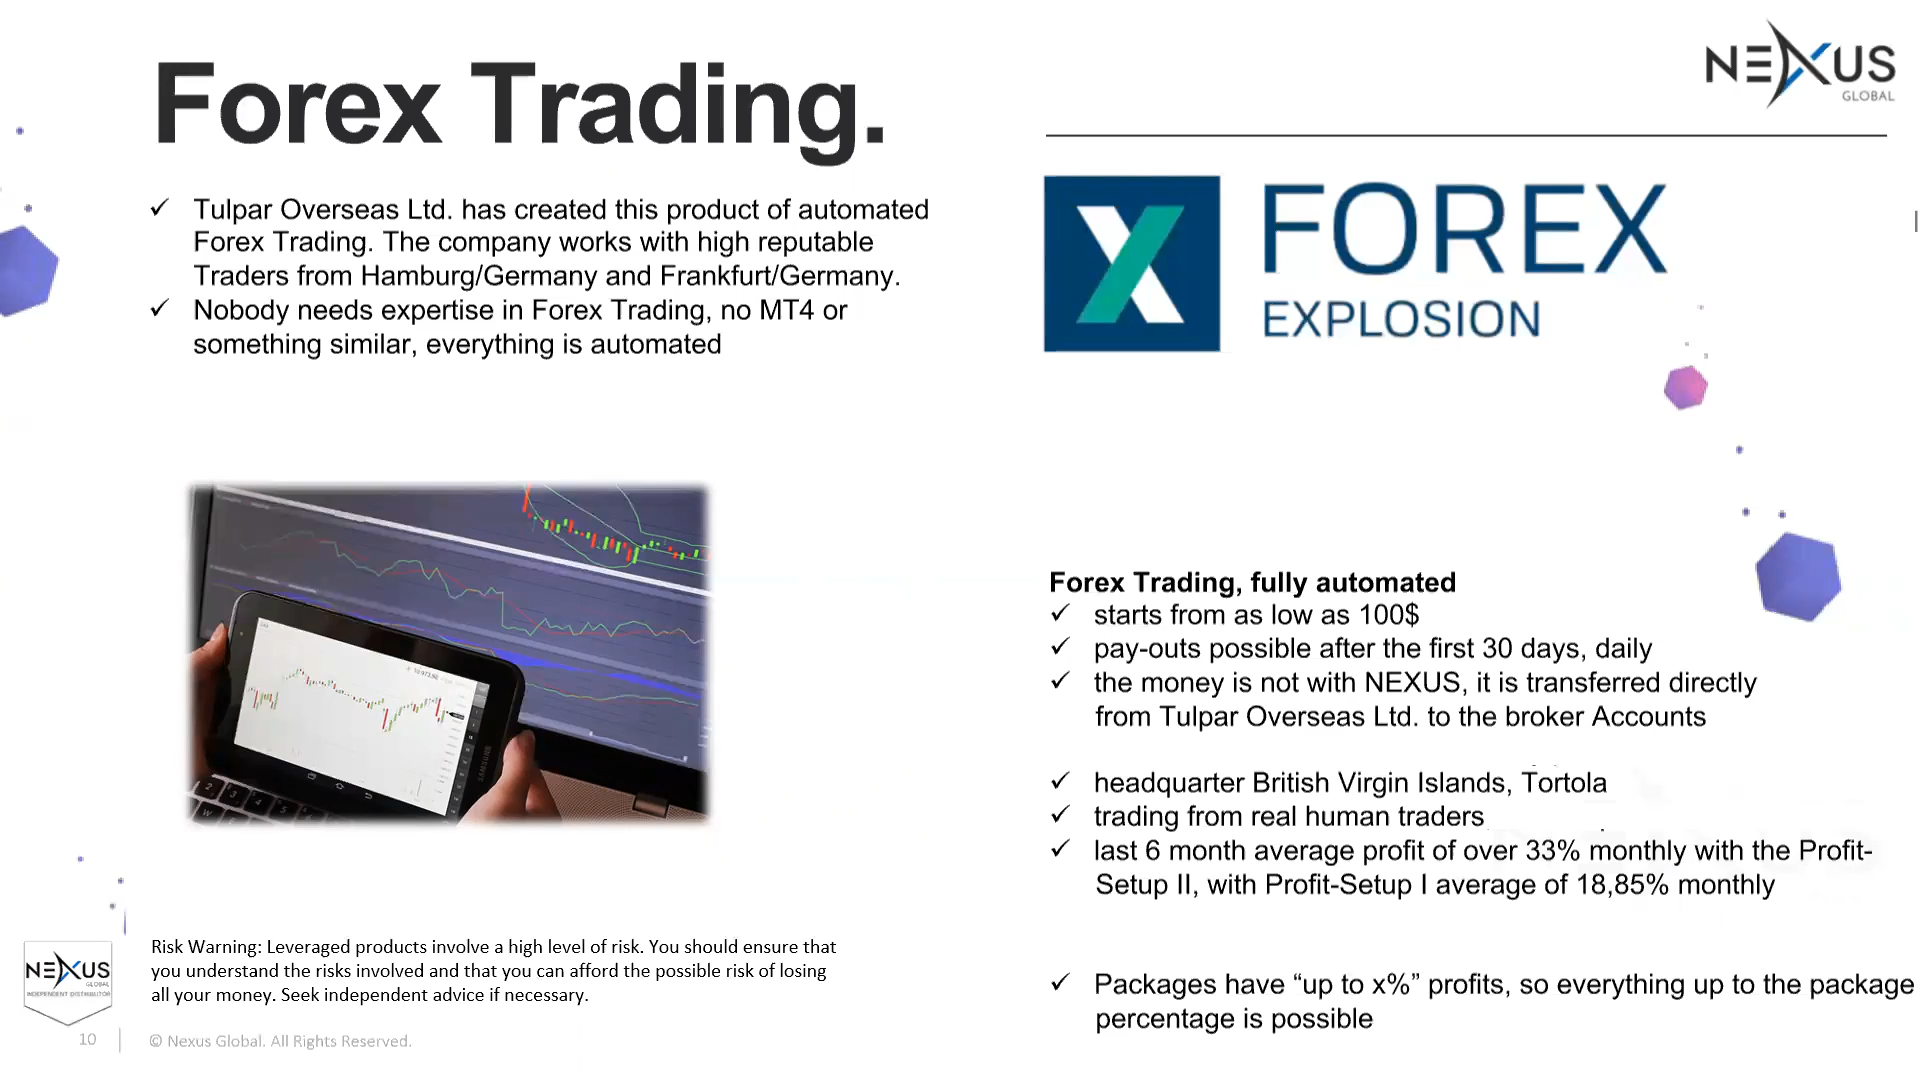 Forex Trading.
NEXUS
GLOBAL
✓ Tulpar Overseas Ltd. has created this product of automated
Forex Trading. The company works with high reputable
Traders from Hamburg/Germany and Frankfurt/Germany.
✓ Nobody needs expertise in Forex Trading, no MT4 or
something similar, everything is automated
FOREX
EXPLOSION
SAMSUNG
Forex Trading, fully automated
✓ starts from as low as 100$
✓ pay-outs possible after the first 30 days, daily
✓ the money is not with NEXUS, it is transferred directly
from Tulpar Overseas Ltd. to the broker Accounts
✓ headquarter British Virgin Islands, Tortola
✓ trading from real human traders
✓ last 6 month average profit of over 33% monthly with the Profit-
Setup II, with Profit-Setup I average of 18,85% monthly
✓ Packages have “up to x%” profits, so everything up to the package
percentage is possible
Risk Warning: Leveraged products involve a high level of risk. You should ensure that
you understand the risks involved and that you can afford the possible risk of losing
all your money. Seek independent advice if necessary.
NEXUS
GLOBAL
INDEPENDENT DISTRIBUTOR
10
© Nexus Global. All Rights Reserved.